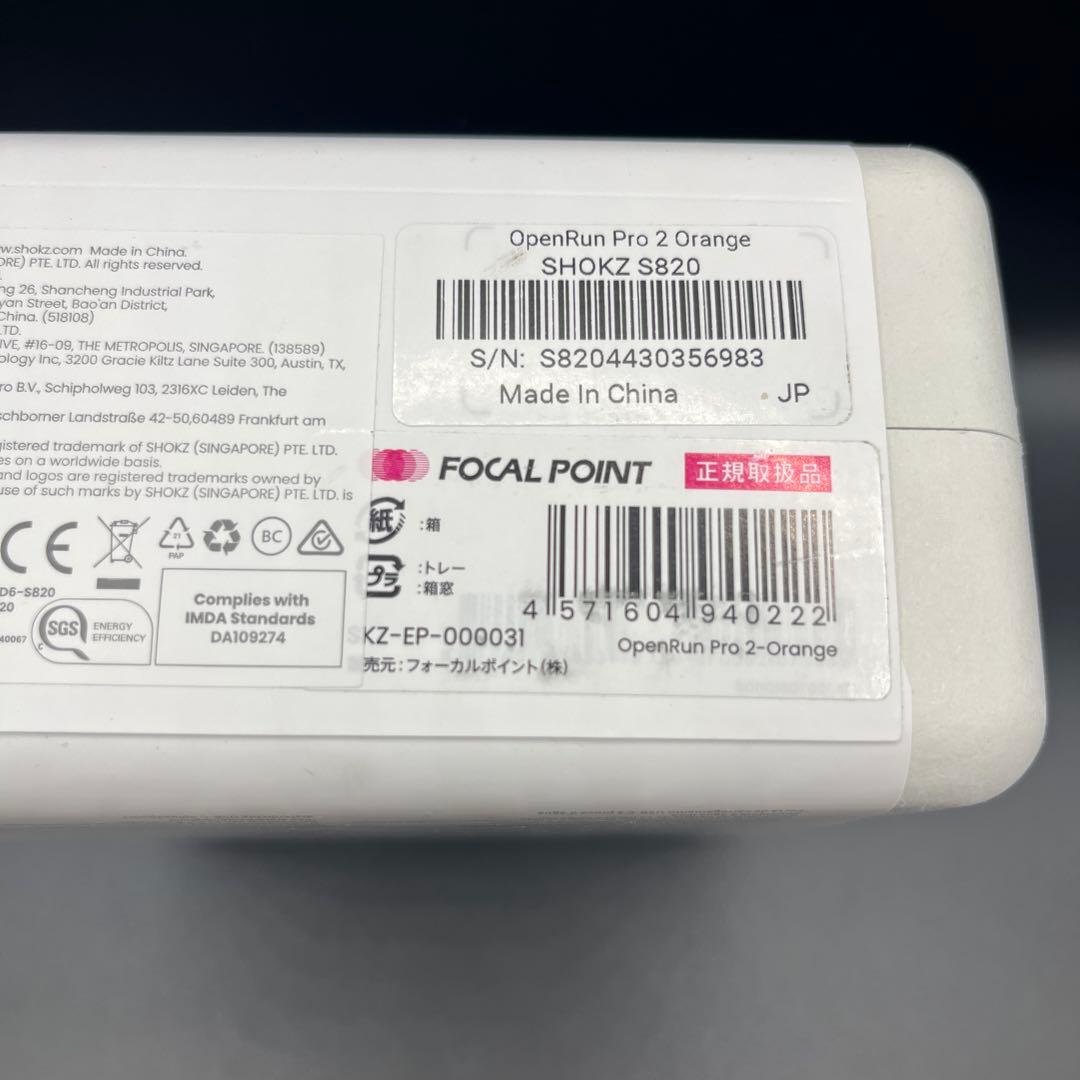 w.shokz.com Made in China.
ORE) PTE. LTD. All rights reserved.
ng 26, Shancheng Industrial Park,
yan Street, Bao'an District,
China. (518108)
LTD.
IVE, #16-09, THE METROPOLIS, SINGAPORE. (138589)
ology Inc, 3200 Gracie Kiltz Lane Suite 300, Austin, TX,
ro B.V., Schipholweg 103, 2316XC Leiden, The
schborner Landstraße 42-50,60489 Frankfurt am
gistered trademark of SHOKZ (SINGAPORE) PTE. LTD.
es on a worldwide basis.
and logos are registered trademarks owned by
use of such marks by SHOKZ (SINGAPORE) PTE. LTD. is
CE
21
PAP
BC
D6-S820
20
40067
SGS
C
ENERGY
EFFICIENCY
Complies with
IMDA Standards
DA109274
OpenRun Pro 2 Orange
SHOKZ S820
S/N: S8204430356983
Made In China
JP
FOCAL POINT
正規取扱品
紙
:箱
プラ
:トレー
:箱窓
4 571604 940222
KZ-EP-000031
OpenRun Pro 2-Orange
売元:フォーカルポイント(株)